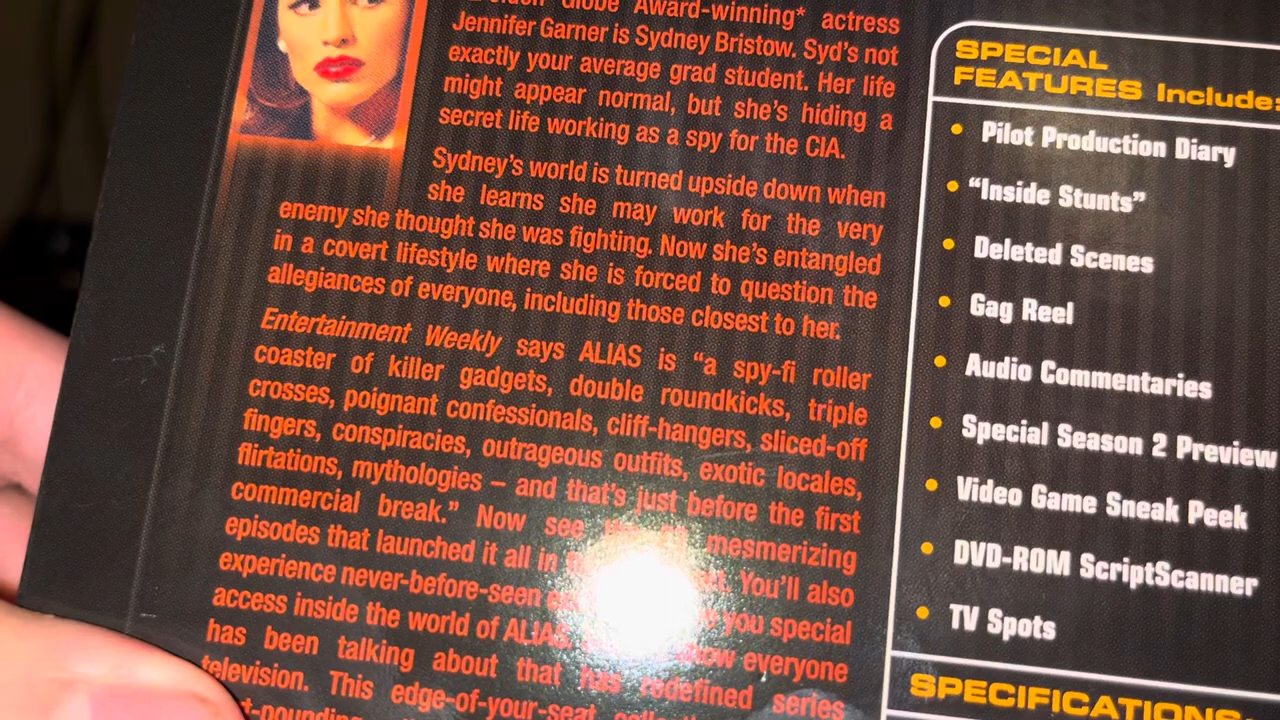 Golden Globe Award-winning* actress
Jennifer Garner is Sydney Bristow. Syd's not
exactly your average grad student. Her life
might appear normal, but she's hiding a
secret life working as a spy for the CIA.
Sydney's world is turned upside down when
she learns she may work for the very
enemy she thought she was fighting. Now she's entangled
in a covert lifestyle where she is forced to question the
allegiances of everyone, including those closest to her.
Entertainment Weekly says ALIAS is "a spy-fi roller
coaster of killer gadgets, double roundkicks, triple
crosses, poignant confessionals, cliff-hangers, sliced-off
fingers, conspiracies, outrageous outfits, exotic locales,
flirtations, mythologies – and that's just before the first
commercial break." Now see mesmerizing
episodes that launched it all in You'll also
experience never-before-seen you special
access inside the world of ALIAS everyone
has been talking about that has redefined series
television. This edge-of-your-seat
SPECIAL
FEATURES Include:
• Pilot Production Diary
• "Inside Stunts"
• Deleted Scenes
• Gag Reel
• Audio Commentaries
• Special Season 2 Preview
• Video Game Sneak Peek
• DVD-ROM ScriptScanner
• TV Spots
SPECIFICATIONS: